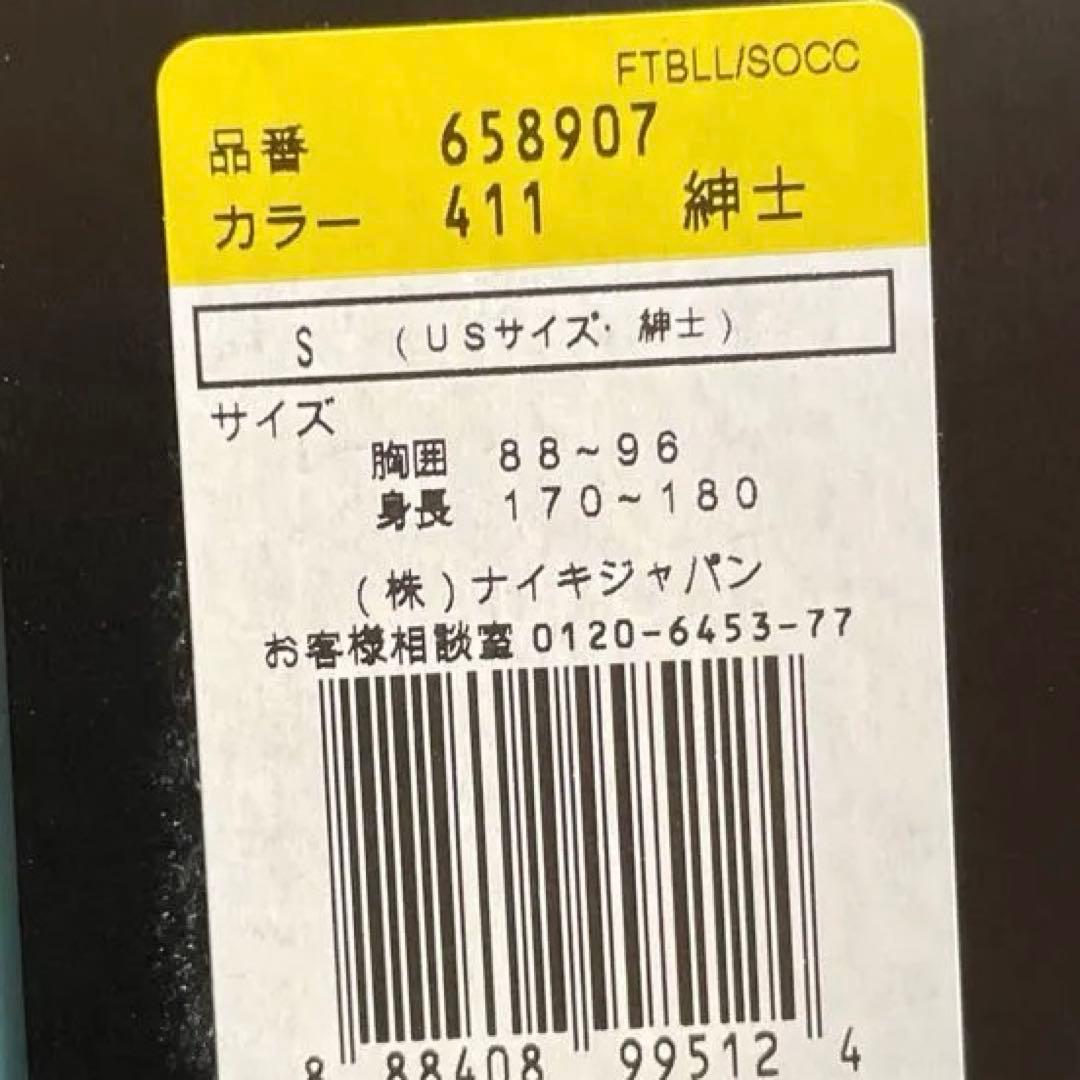 FTBLL/SOCC
品番 658907
カラー 411 紳士
S (USサイズ・紳士)
サイズ
胸囲 88~96
身長 170~180
(株)ナイキジャパン
お客様相談室 0120-6453-77
8 88408 99512 4